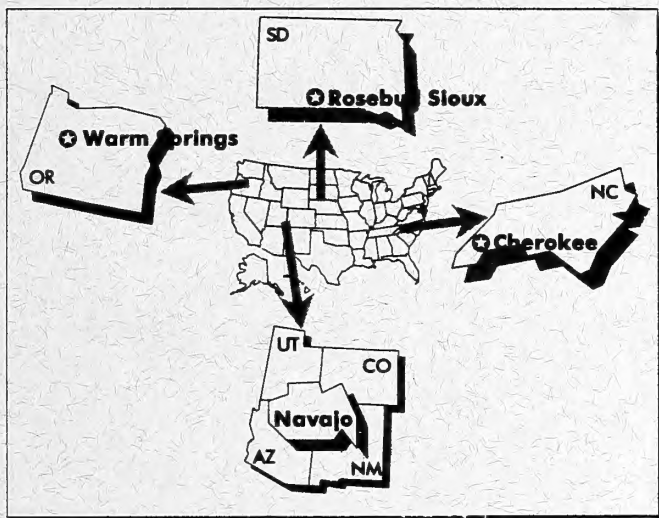 SD
Rosebud Sioux
Warm Springs
OR
NC
Cherokee
UT
CO
Navajo
AZ
NM